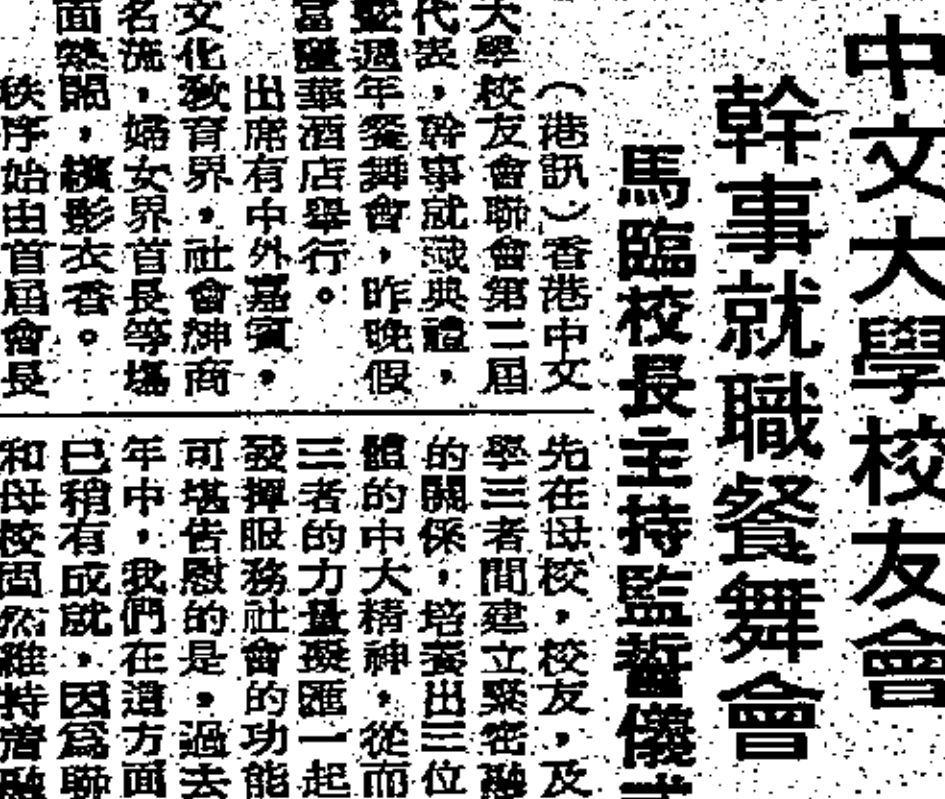 中文大學校友會
幹事就職餐舞會
馬臨校長主持監誓儀式
(港訊)香港中文
大學校友會聯會第二屆
代表,幹事就職典禮,
暨週年餐舞會,昨晚假
富麗華酒店舉行。
出席有中外嘉賓,
文化教育界,社會紳商
名流,婦女界首長等場
面熱鬧,鬢影衣香。
秩序始由首屆會長
先在母校,校友,及
學三者間建立緊密融
的關係,培養出三位
體的中大精神,從而
三者的力量凝匯一起
發揮服務社會的功能
可堪告慰的是,過去
年中,我們在這方面
已稍有成就,因爲聯
和母校固然維持着融